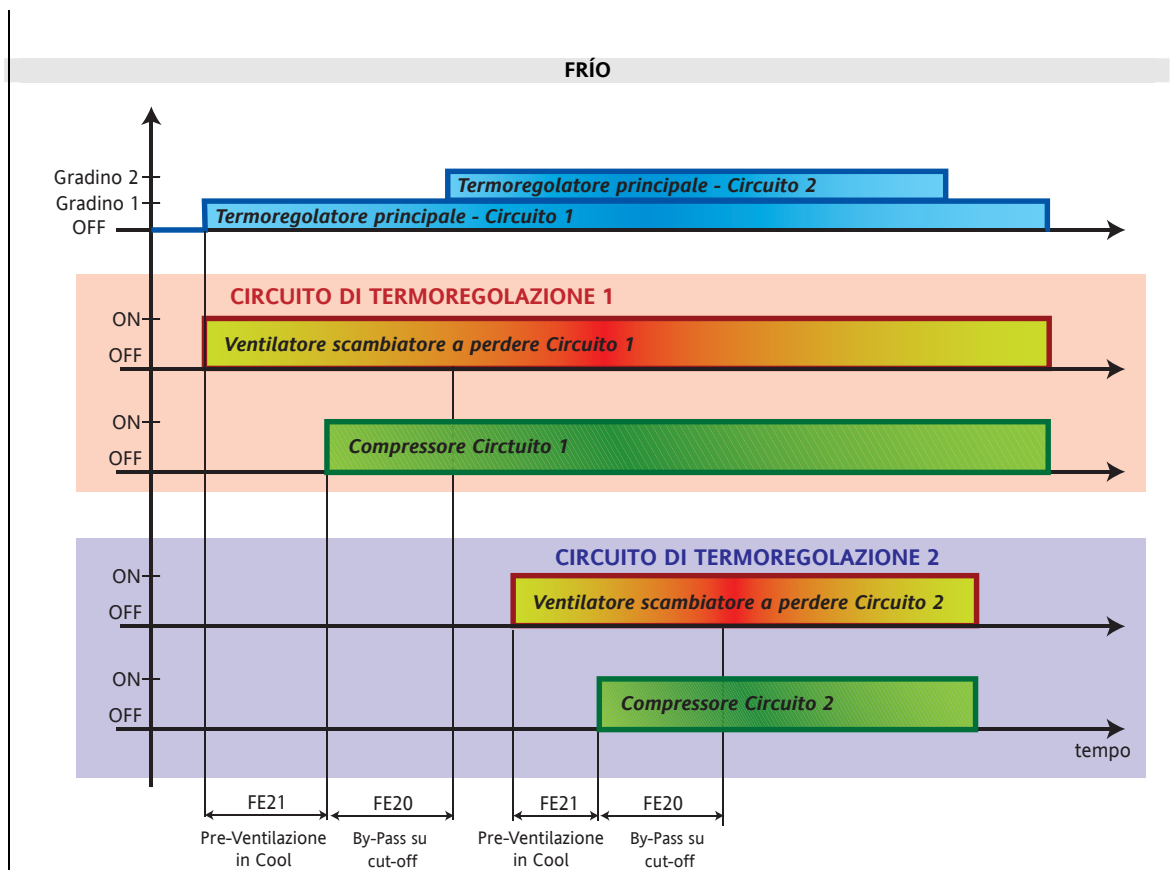 FRÍO
Gradino 2
Termoregolatore principale - Circuito 2
Gradino 1
Termoregolatore principale - Circuito 1
OFF
CIRCUITO DI TERMOREGOLAZIONE 1
ON
Ventilatore scambiatore a perdere Circuito 1
OFF
ON
Compressore Circtuito 1
OFF
CIRCUITO DI TERMOREGOLAZIONE 2
ON
Ventilatore scambiatore a perdere Circuito 2
OFF
ON
Compressore Circuito 2
OFF
tempo
FE21
FE20
FE21
FE20
Pre-Ventilazione
in Cool
By-Pass su
cut-off
Pre-Ventilazione
in Cool
By-Pass su
cut-off